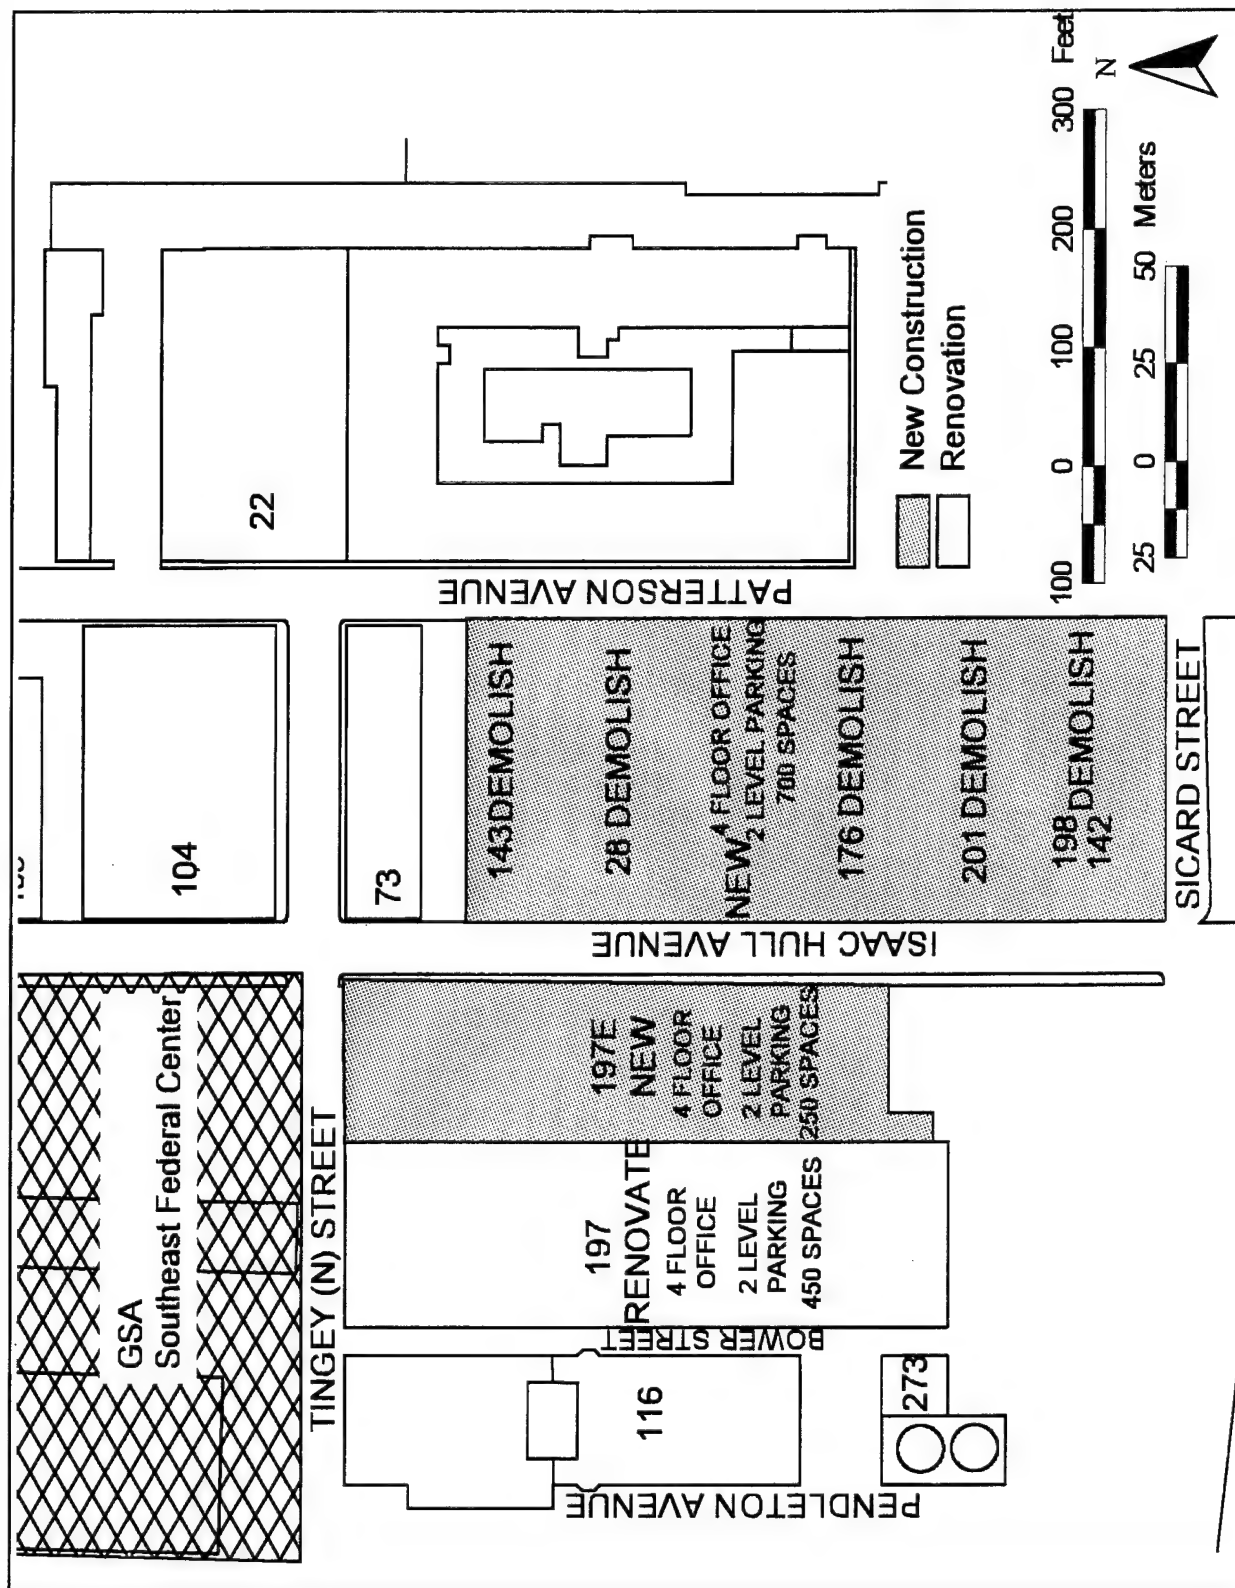 GSA
Southeast Federal Center
TINGEY (N) STREET
104
73
22
116
273
PENDLETON AVENUE
BOWER STREET
197
RENOVATE
4 FLOOR
OFFICE
2 LEVEL
PARKING
450 SPACES
197E
NEW
4 FLOOR
OFFICE
2 LEVEL
PARKING
250 SPACES
ISAAC HULL AVENUE
143 DEMOLISH
28 DEMOLISH
NEW 4 FLOOR OFFICE
2 LEVEL PARKING
700 SPACES
176 DEMOLISH
201 DEMOLISH
198 DEMOLISH
142
SICARD STREET
PATTERSON AVENUE
New Construction
Renovation
100 0 100 200 300 Feet
25 0 25 50 Meters
N